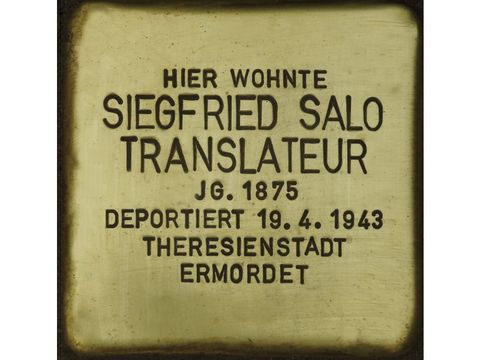 HIER WOHNTE
SIEGFRIED SALO
TRANSLATEUR
JG. 1875
DEPORTIERT 19. 4. 1943
THERESIENSTADT
ERMORDET